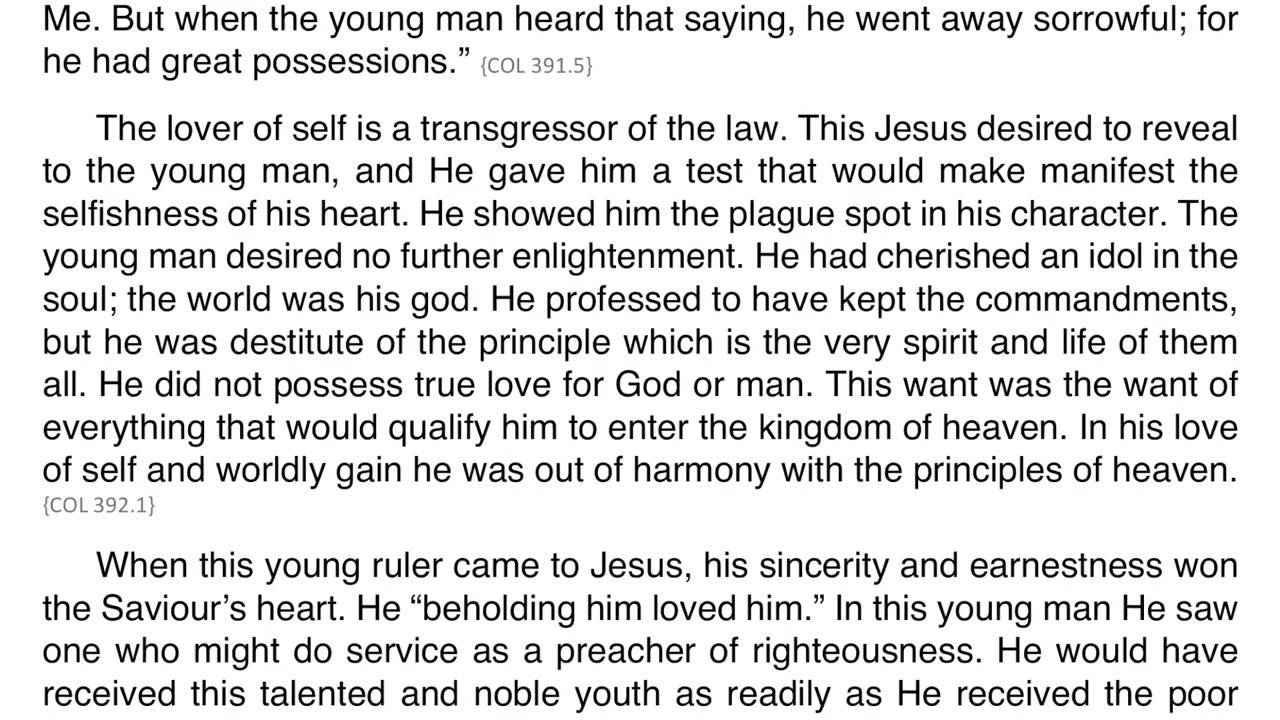 Me. But when the young man heard that saying, he went away sorrowful; for
he had great possessions.” {COL 391.5}
The lover of self is a transgressor of the law. This Jesus desired to reveal
to the young man, and He gave him a test that would make manifest the
selfishness of his heart. He showed him the plague spot in his character. The
young man desired no further enlightenment. He had cherished an idol in the
soul; the world was his god. He professed to have kept the commandments,
but he was destitute of the principle which is the very spirit and life of them
all. He did not possess true love for God or man. This want was the want of
everything that would qualify him to enter the kingdom of heaven. In his love
of self and worldly gain he was out of harmony with the principles of heaven.
{COL 392.1}
When this young ruler came to Jesus, his sincerity and earnestness won
the Saviour’s heart. He “beholding him loved him.” In this young man He saw
one who might do service as a preacher of righteousness. He would have
received this talented and noble youth as readily as He received the poor